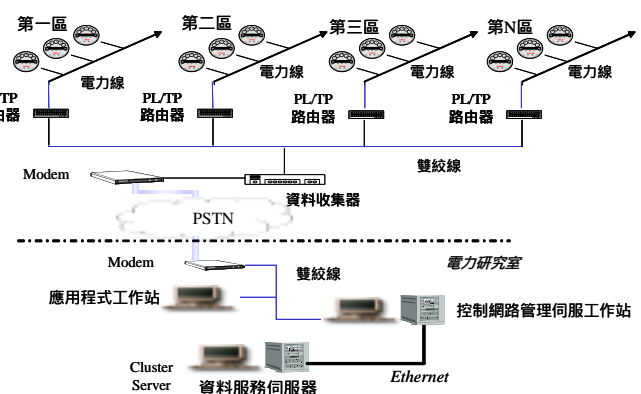 第一區
第二區
第三區
第N區
電力線
電力線
電力線
電力線
/TP
由器
PL/TP
路由器
PL/TP
路由器
PL/TP
路由器
雙絞線
Modem
資料收集器
PSTN
Modem
雙絞線
電力研究室
應用程式工作站
控制網路管理伺服工作站
Cluster
Server
資料服務伺服器
Ethernet